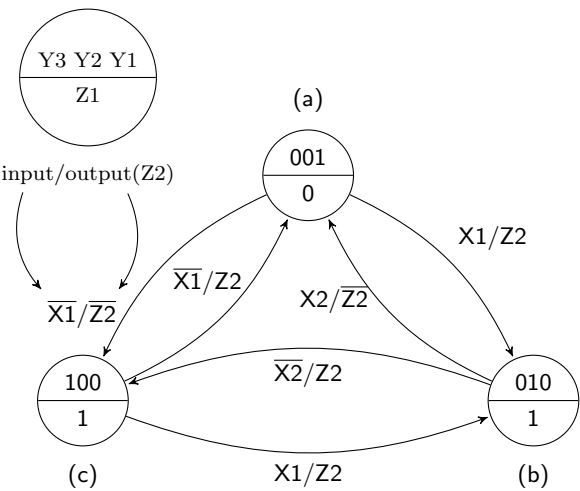 Y3 Y2 Y1
Z1
input/output(Z2)
X̅1̅/Z̅2̅
(a)
001
0
X1/Z2
X̅1̅/Z2
X2/Z̅2̅
X̅2̅/Z2
100
1
(c)
010
1
(b)
X1/Z2